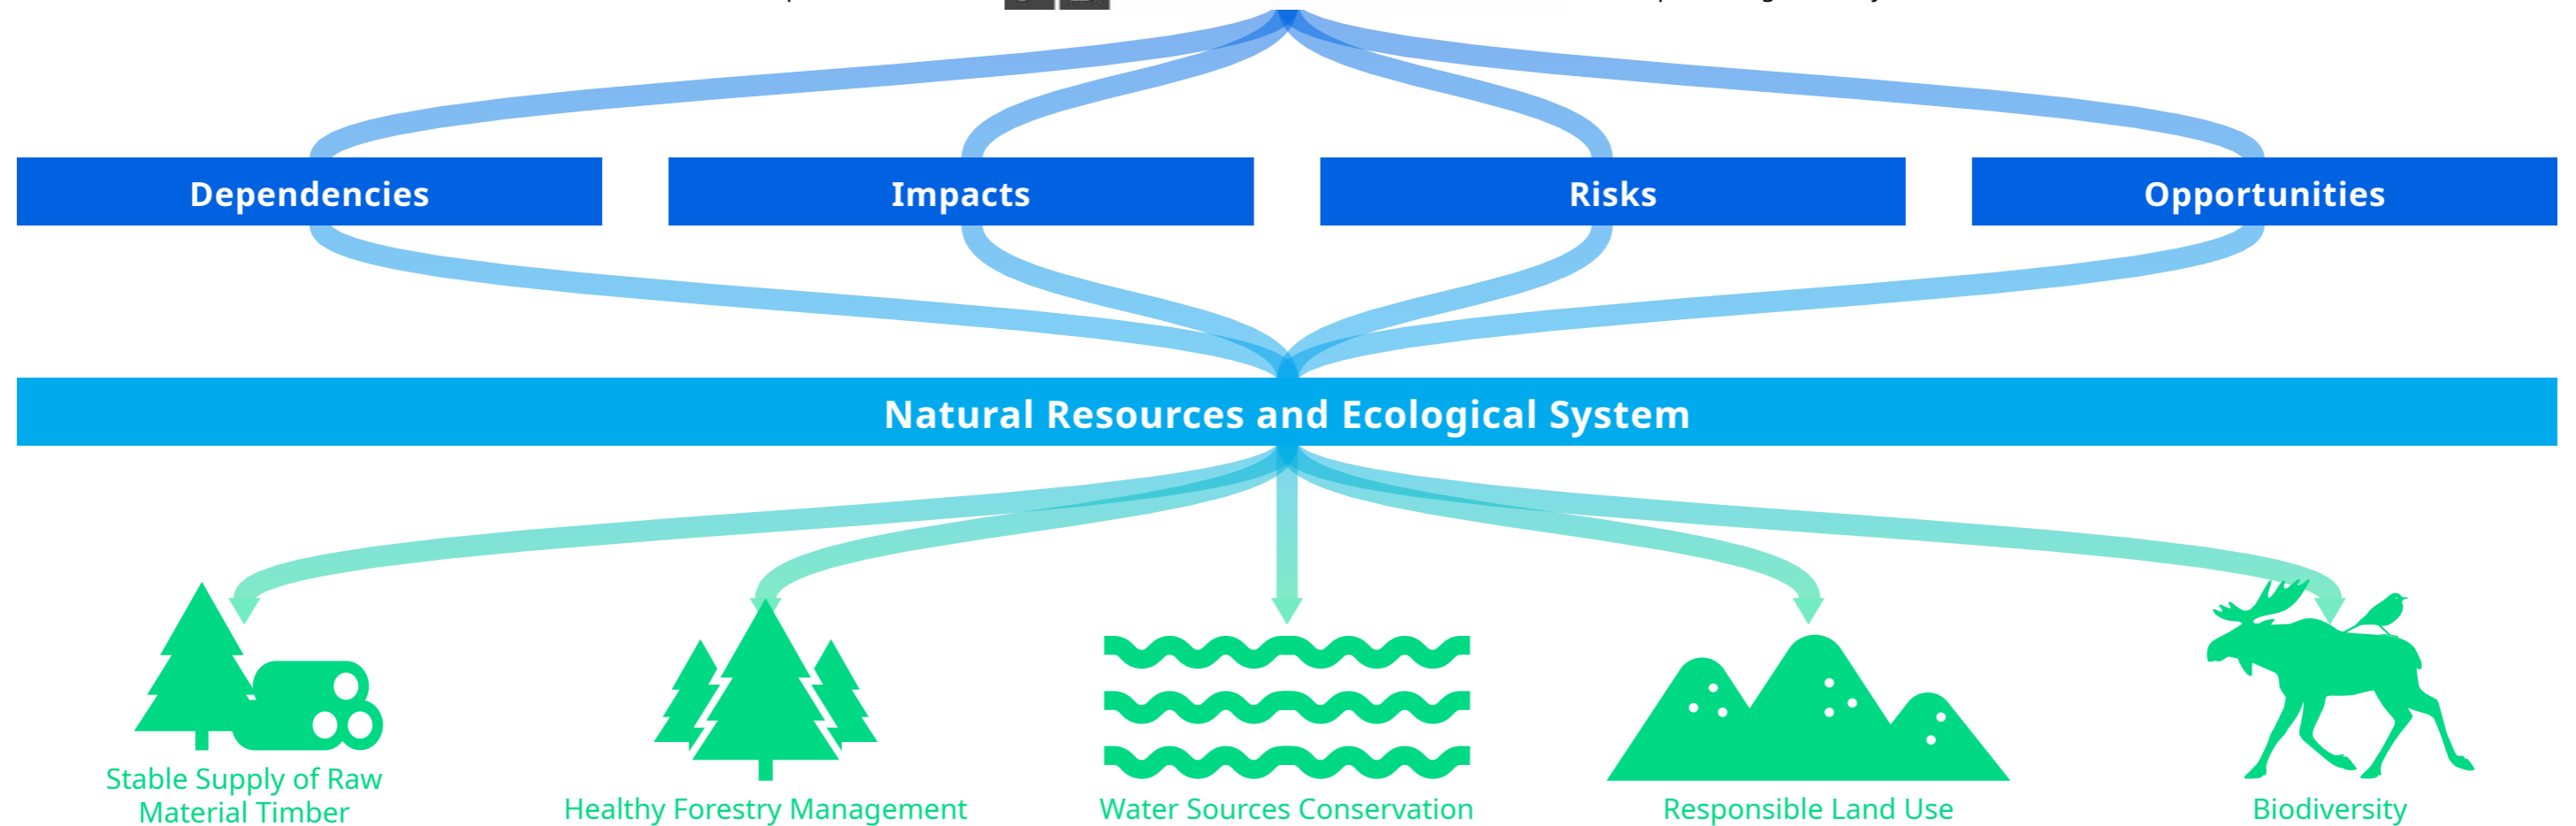 Dependencies
Impacts
Risks
Opportunities
Natural Resources and Ecological System
Stable Supply of Raw
Material Timber
Healthy Forestry Management
Water Sources Conservation
Responsible Land Use
Biodiversity